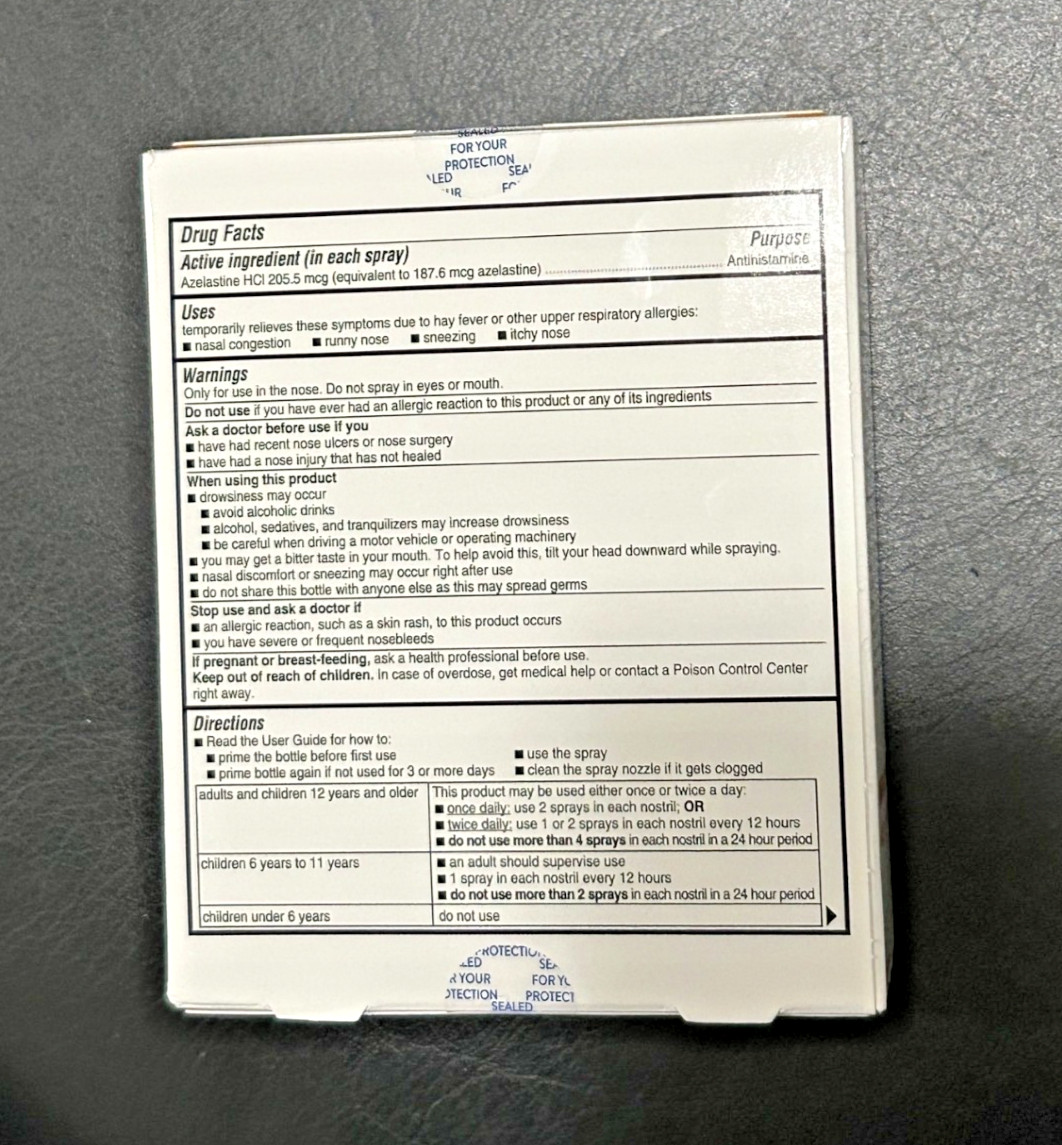 SEALED
FOR YOUR
PROTECTION
LED SEA
FO
Drug Facts
Active ingredient (in each spray) Purpose
Azelastine HCl 205.5 mcg (equivalent to 187.6 mcg azelastine) ........................................ Antihistamine
Uses
temporarily relieves these symptoms due to hay fever or other upper respiratory allergies:
■ nasal congestion ■ runny nose ■ sneezing ■ itchy nose
Warnings
Only for use in the nose. Do not spray in eyes or mouth.
Do not use if you have ever had an allergic reaction to this product or any of its ingredients
Ask a doctor before use if you
■ have had recent nose ulcers or nose surgery
■ have had a nose injury that has not healed
When using this product
■ drowsiness may occur
■ avoid alcoholic drinks
■ alcohol, sedatives, and tranquilizers may increase drowsiness
■ be careful when driving a motor vehicle or operating machinery
■ you may get a bitter taste in your mouth. To help avoid this, tilt your head downward while spraying.
■ nasal discomfort or sneezing may occur right after use
■ do not share this bottle with anyone else as this may spread germs
Stop use and ask a doctor if
■ an allergic reaction, such as a skin rash, to this product occurs
■ you have severe or frequent nosebleeds
If pregnant or breast-feeding, ask a health professional before use.
Keep out of reach of children. In case of overdose, get medical help or contact a Poison Control Center
right away.
Directions
■ Read the User Guide for how to:
■ prime the bottle before first use ■ use the spray
■ prime bottle again if not used for 3 or more days ■ clean the spray nozzle if it gets clogged
adults and children 12 years and older This product may be used either once or twice a day:
■ once daily: use 2 sprays in each nostril; OR
■ twice daily: use 1 or 2 sprays in each nostril every 12 hours
■ do not use more than 4 sprays in each nostril in a 24 hour period
children 6 years to 11 years ■ an adult should supervise use
■ 1 spray in each nostril every 12 hours
■ do not use more than 2 sprays in each nostril in a 24 hour period
children under 6 years do not use
ROTECTIO
LED SEA
R YOUR FOR YO
OTECTION PROTECT
SEALED